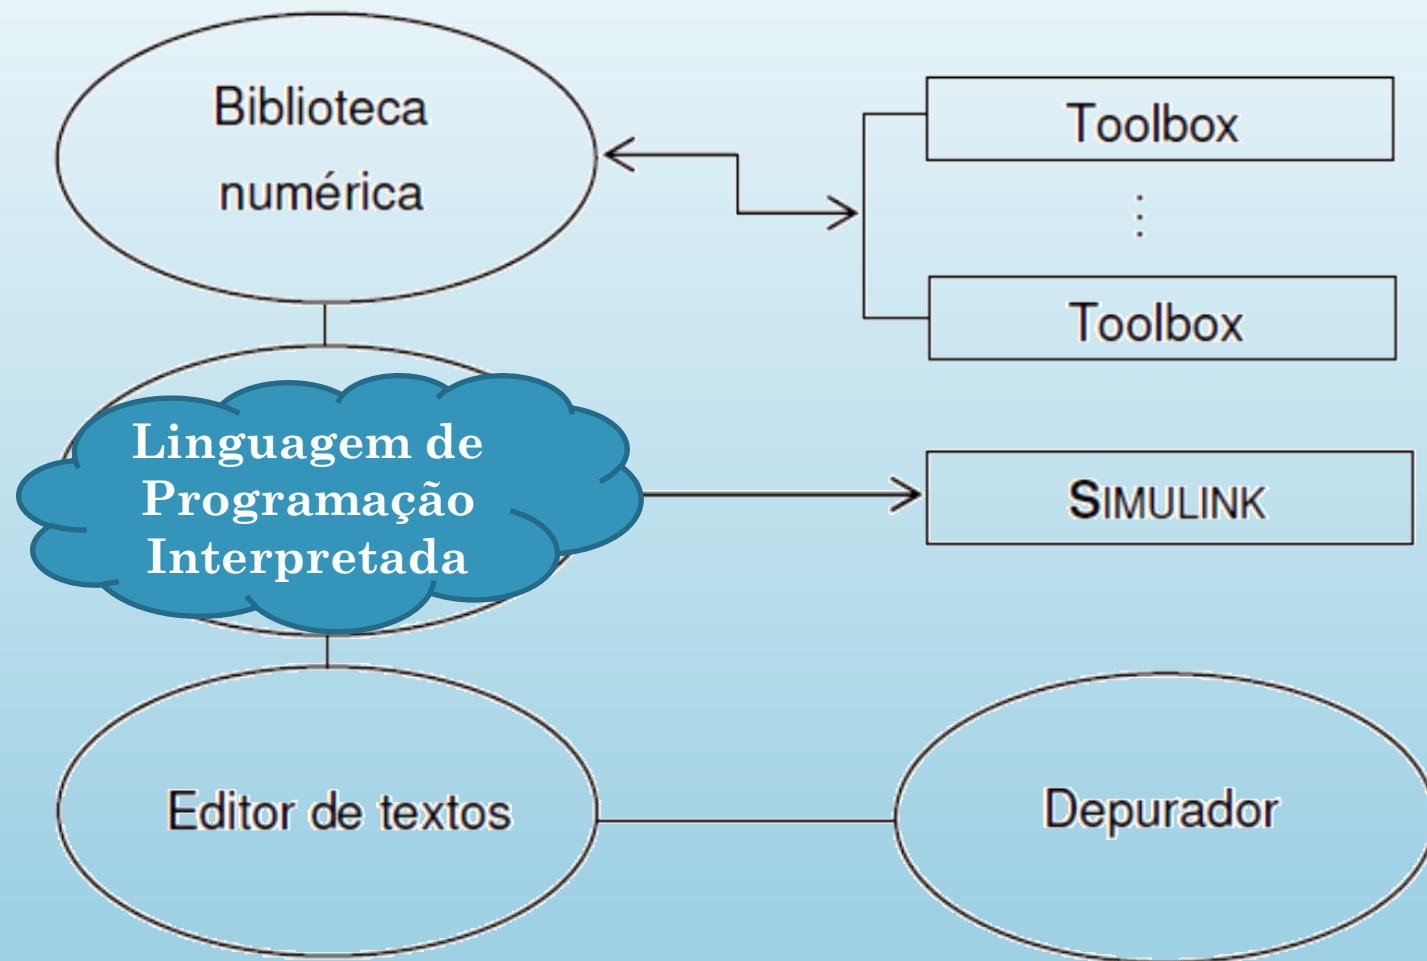 Biblioteca
numérica
Toolbox
⋮
Toolbox
Linguagem de
Programação
Interpretada
SIMULINK
Editor de textos
Depurador